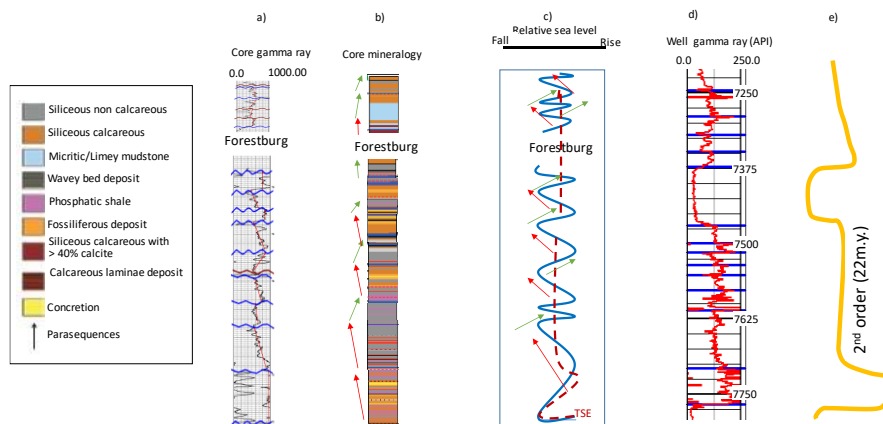 a)
b)
c)
d)
e)
Core gamma ray
0.0
1000.00
Core mineralogy
Relative sea level
Fall
Rise
Well gamma ray (API)
0.0
250.0
Siliceous non calcareous
Siliceous calcareous
Micritic/Limey mudstone
Wavey bed deposit
Phosphatic shale
Fossiliferous deposit
Siliceous calcareous with
> 40% calcite
Calcareous laminae deposit
Concretion
Parasequences
Forestburg
Forestburg
Forestburg
TSE
7250
7375
7500
7625
7750
2nd order (22m.y.)